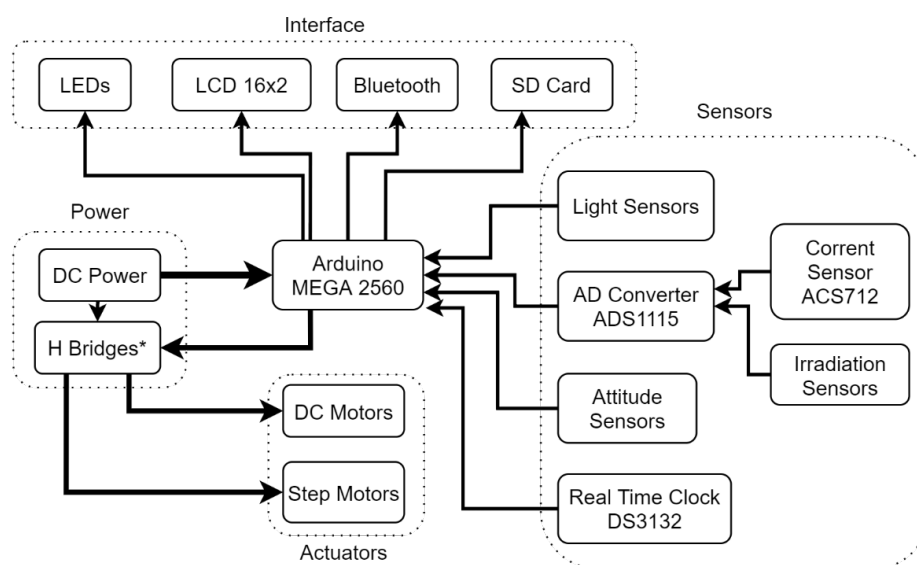 Interface
LEDs
LCD 16x2
Bluetooth
SD Card
Sensors
Light Sensors
Power
DC Power
Arduino
MEGA 2560
AD Converter
ADS1115
Corrent
Sensor
ACS712
H Bridges*
Irradiation
Sensors
Attitude
Sensors
DC Motors
Step Motors
Real Time Clock
DS3132
Actuators